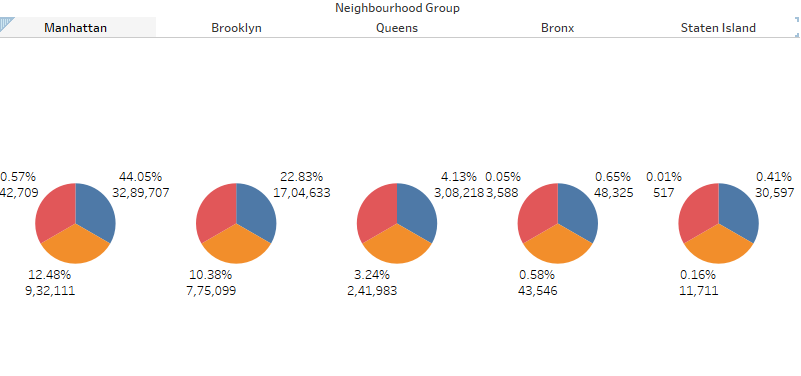 Neighbourhood Group
Manhattan Brooklyn Queens Bronx Staten Island
0.57% 44.05% 22.83% 4.13% 0.05% 0.65% 0.01% 0.41%
42,709 32,89,707 17,04,633 3,08,218 3,588 48,325 517 30,597
12.48% 10.38% 3.24% 0.58% 0.16%
9,32,111 7,75,099 2,41,983 43,546 11,711